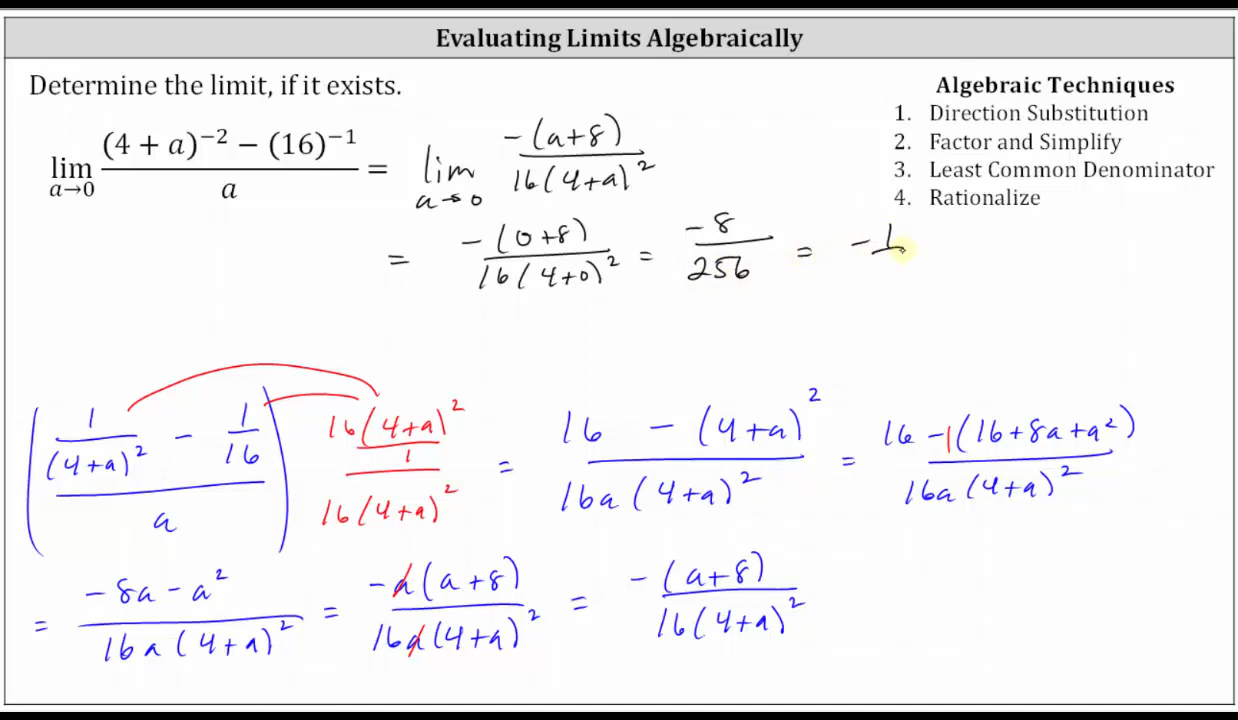 Evaluating Limits Algebraically
Determine the limit, if it exists.
Algebraic Techniques
1. Direction Substitution
2. Factor and Simplify
3. Least Common Denominator
4. Rationalize
lim a→0 ((4 + a)⁻² − (16)⁻¹)/a = lim a→0 (-(a+8))/(16(4+a)²)
= (-(0+8))/(16(4+0)²) = (-8)/(256) = -1
((1/(4+a)² - 1/16)/a) (16(4+a)²/1)/(16(4+a)²) = (16 - (4+a)²)/(16a(4+a)²) = (16-1(16+8a+a²))/(16a(4+a)²)
= (-8a-a²)/(16a(4+a)²) = (-a(a+8))/(16a(4+a)²) = (-(a+8))/(16(4+a)²)